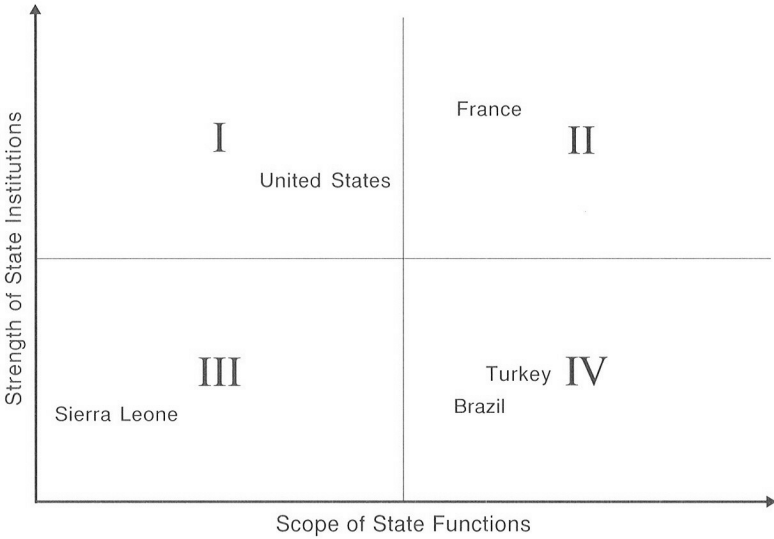 Strength of State Institutions
France
I
II
United States
III
Turkey IV
Brazil
Sierra Leone
Scope of State Functions